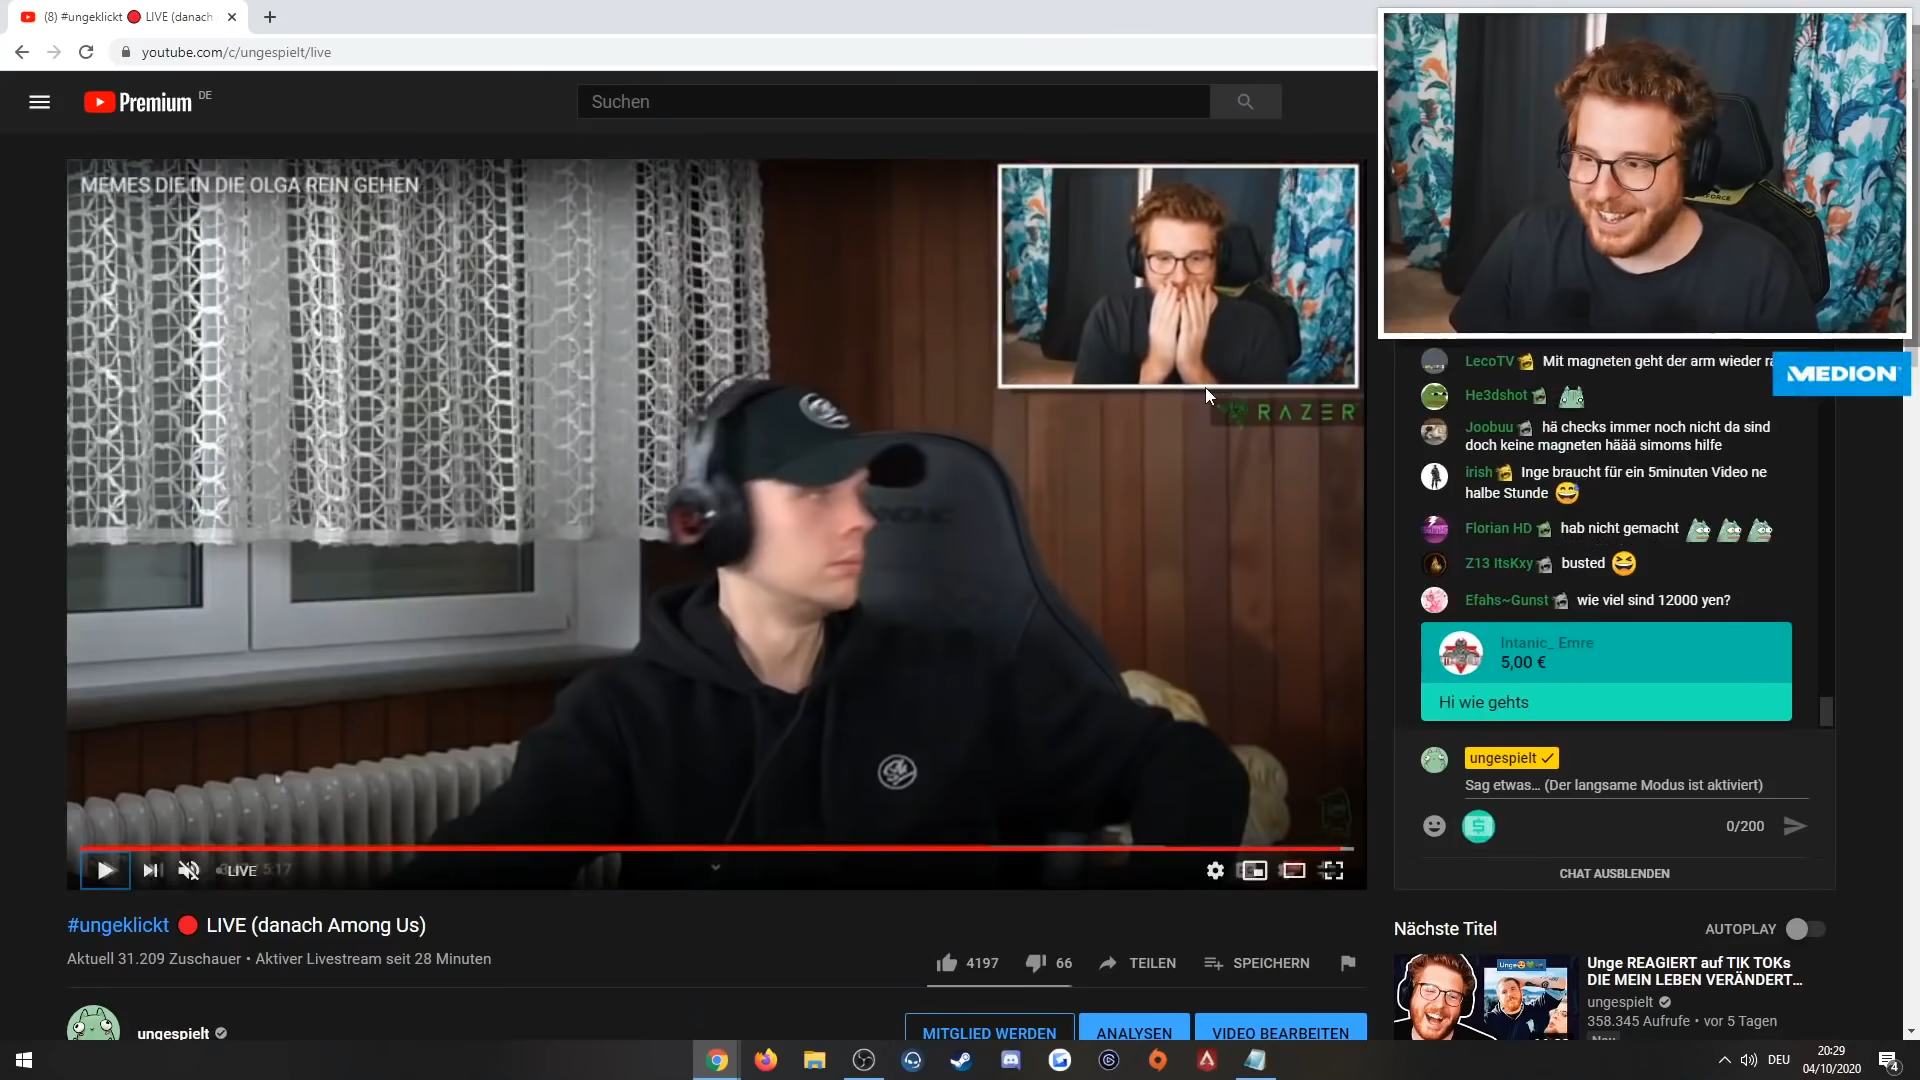 (8) #ungeklickt 🔴 LIVE (danach
youtube.com/c/ungespielt/live
Premium DE
Suchen
MEMES DIE IN DIE OLGA REIN GEHEN
RAZER
LIVE 5:17
#ungeklickt 🔴 LIVE (danach Among Us)
Aktuell 31.209 Zuschauer • Aktiver Livestream seit 28 Minuten
4197
66
TEILEN
SPEICHERN
ungespielt
MITGLIED WERDEN
ANALYSEN
VIDEO BEARBEITEN
MEDION
LecoTV Mit magneten geht der arm wieder
He3dshot
Joobuu hä checks immer noch nicht da sind
doch keine magneten häää simoms hilfe
irish Inge braucht für ein 5minuten Video ne
halbe Stunde 😅
Florian HD hab nicht gemacht
Z13 ItsKxy busted 😆
Efahs~Gunst wie viel sind 12000 yen?
Intanic_ Emre
5,00 €
Hi wie gehts
ungespielt ✓
Sag etwas... (Der langsame Modus ist aktiviert)
0/200
CHAT AUSBLENDEN
Nächste Titel
AUTOPLAY
Unge REAGIERT auf TIK TOKs
DIE MEIN LEBEN VERÄNDERT...
ungespielt
358.345 Aufrufe • vor 5 Tagen
DEU
20:29
04/10/2020
4